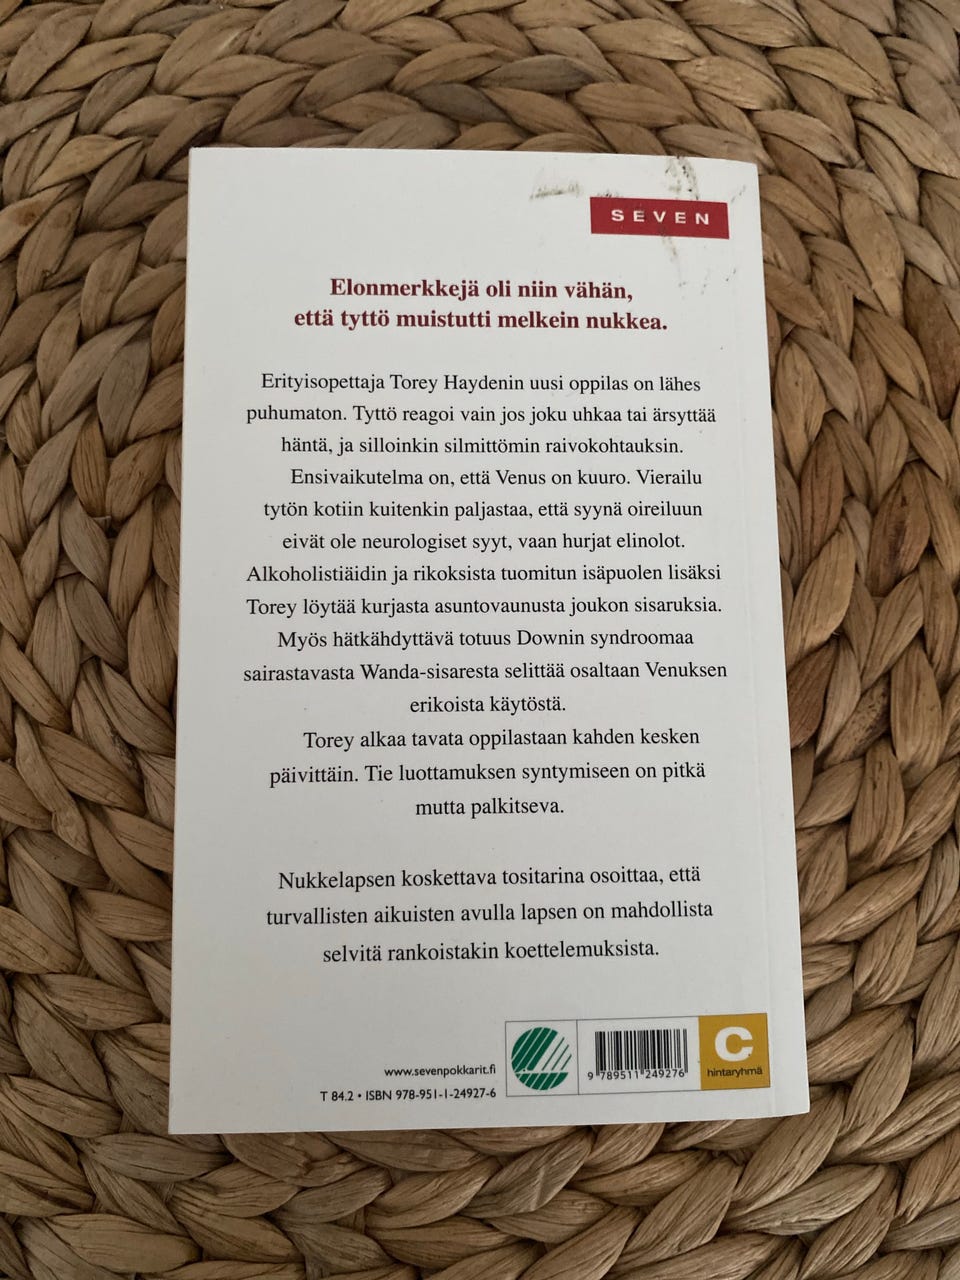 SEVEN
Elonmerkkejä oli niin vähän,
että tyttö muistutti melkein nukkea.
Erityisopettaja Torey Haydenin uusi oppilas on lähes
puhumaton. Tyttö reagoi vain jos joku uhkaa tai ärsyttää
häntä, ja silloinkin silmittömin raivokohtauksin.
Ensivaikutelma on, että Venus on kuuro. Vierailu
tytön kotiin kuitenkin paljastaa, että syynä oireiluun
eivät ole neurologiset syyt, vaan hurjat elinolot.
Alkoholistiäidin ja rikoksista tuomitun isäpuolen lisäksi
Torey löytää kurjasta asuntovaunusta joukon sisaruksia.
Myös hätkähdyttävä totuus Downin syndroomaa
sairastavasta Wanda-sisaresta selittää osaltaan Venuksen
erikoista käytöstä.
Torey alkaa tavata oppilastaan kahden kesken
päivittäin. Tie luottamuksen syntymiseen on pitkä
mutta palkitseva.
Nukkelapsen koskettava tositarina osoittaa, että
turvallisten aikuisten avulla lapsen on mahdollista
selvitä rankoistakin koettelemuksista.
www.sevenpokkarit.fi
T 84.2 • ISBN 978-951-1-24927-6
9 789511 249276
C
hintaryhmä